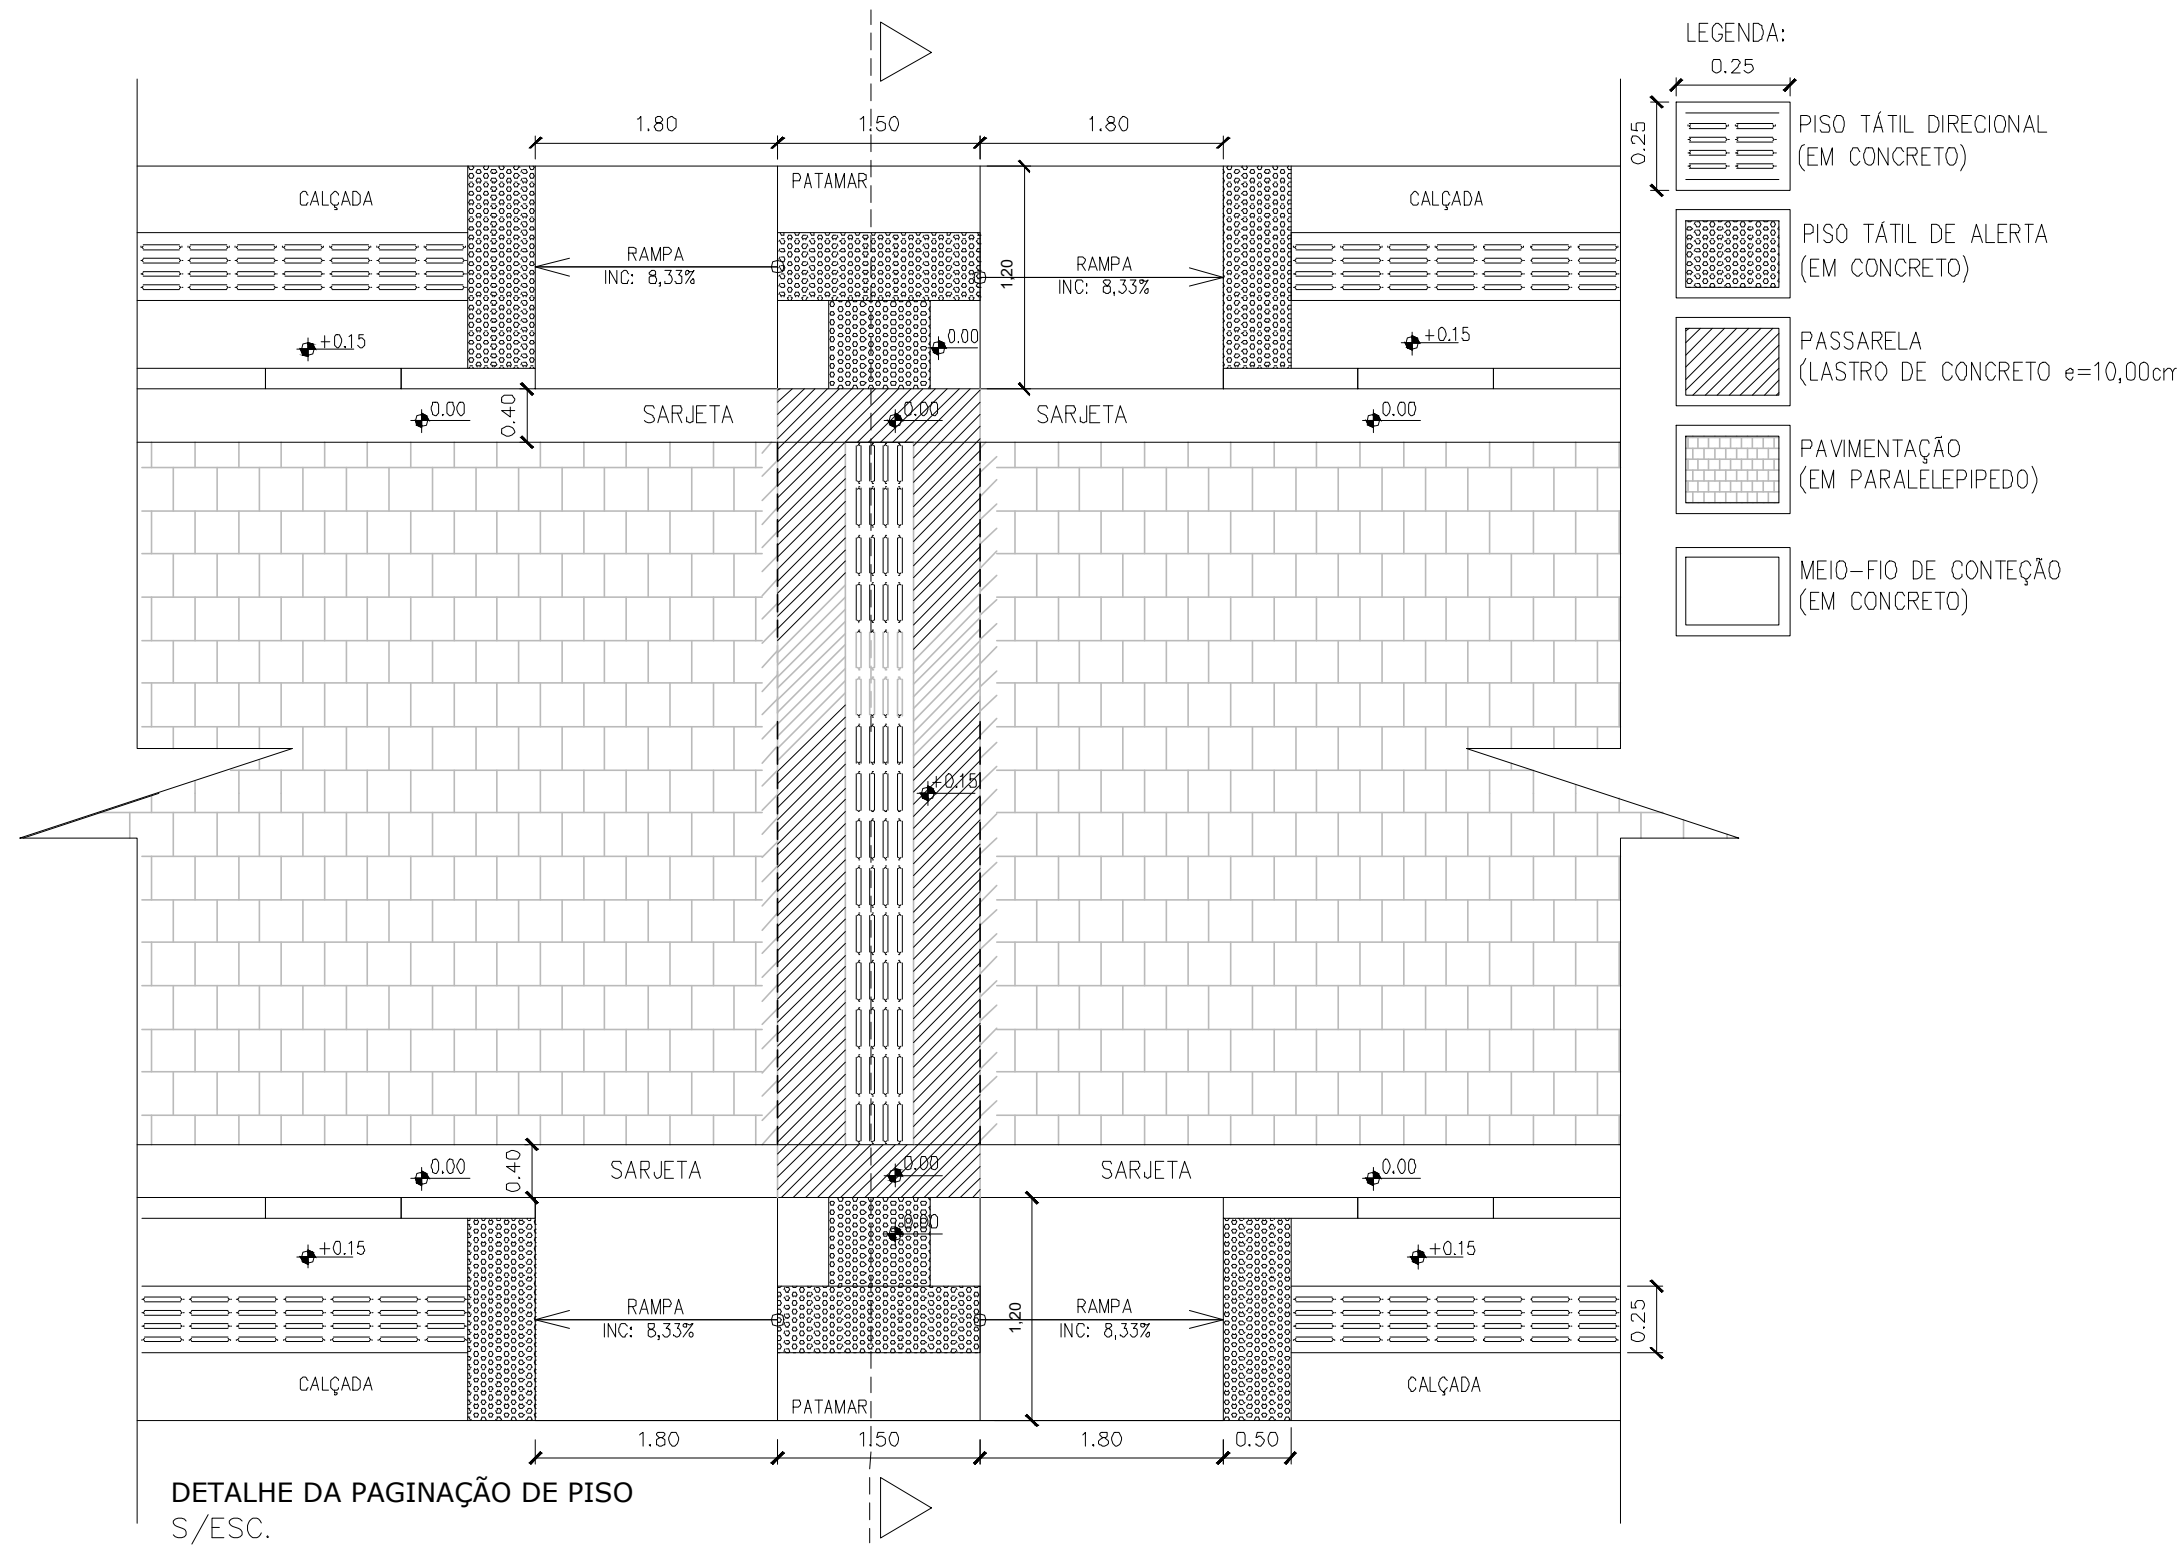 LEGENDA:
0.25
0.25
PISO TÁTIL DIRECIONAL
(EM CONCRETO)
PISO TÁTIL DE ALERTA
(EM CONCRETO)
PASSARELA
(LASTRO DE CONCRETO e=10,00cm
PAVIMENTAÇÃO
(EM PARALELEPIPEDO)
MEIO-FIO DE CONTEÇÃO
(EM CONCRETO)
1.80 1.50 1.80
PATAMAR
CALÇADA CALÇADA
RAMPA
INC: 8,33%
1,20
RAMPA
INC: 8,33%
+0.15 0.00 +0.15
0.40
0.00 SARJETA 0.00 SARJETA 0.00
+0.15
0.40
0.00 SARJETA 0.00 SARJETA 0.00
0.00
+0.15 +0.15
RAMPA
INC: 8,33%
1,20
RAMPA
INC: 8,33%
0.25
CALÇADA CALÇADA
PATAMAR
1.80 1.50 1.80 0.50
DETALHE DA PAGINAÇÃO DE PISO
S/ESC.